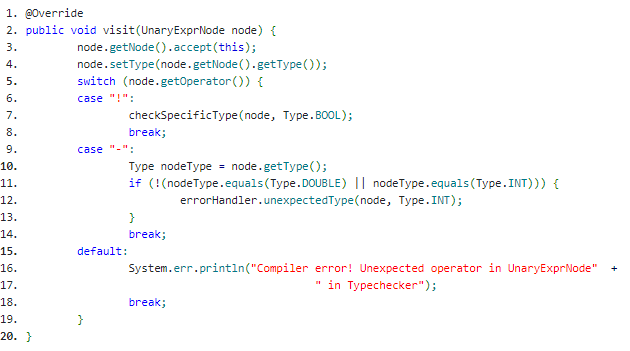 1. @Override
2. public void visit(UnaryExprNode node) {
3.         node.getNode().accept(this);
4.         node.setType(node.getNode().getType());
5.         switch (node.getOperator()) {
6.         case "!":
7.                 checkSpecificType(node, Type.BOOL);
8.                 break;
9.         case "-":
10.                 Type nodeType = node.getType();
11.                 if (!(nodeType.equals(Type.DOUBLE) || nodeType.equals(Type.INT))) {
12.                         errorHandler.unexpectedType(node, Type.INT);
13.                 }
14.                 break;
15.         default:
16.                 System.err.println("Compiler error! Unexpected operator in UnaryExprNode" +
17.                                              " in Typechecker");
18.                 break;
19.         }
20. }